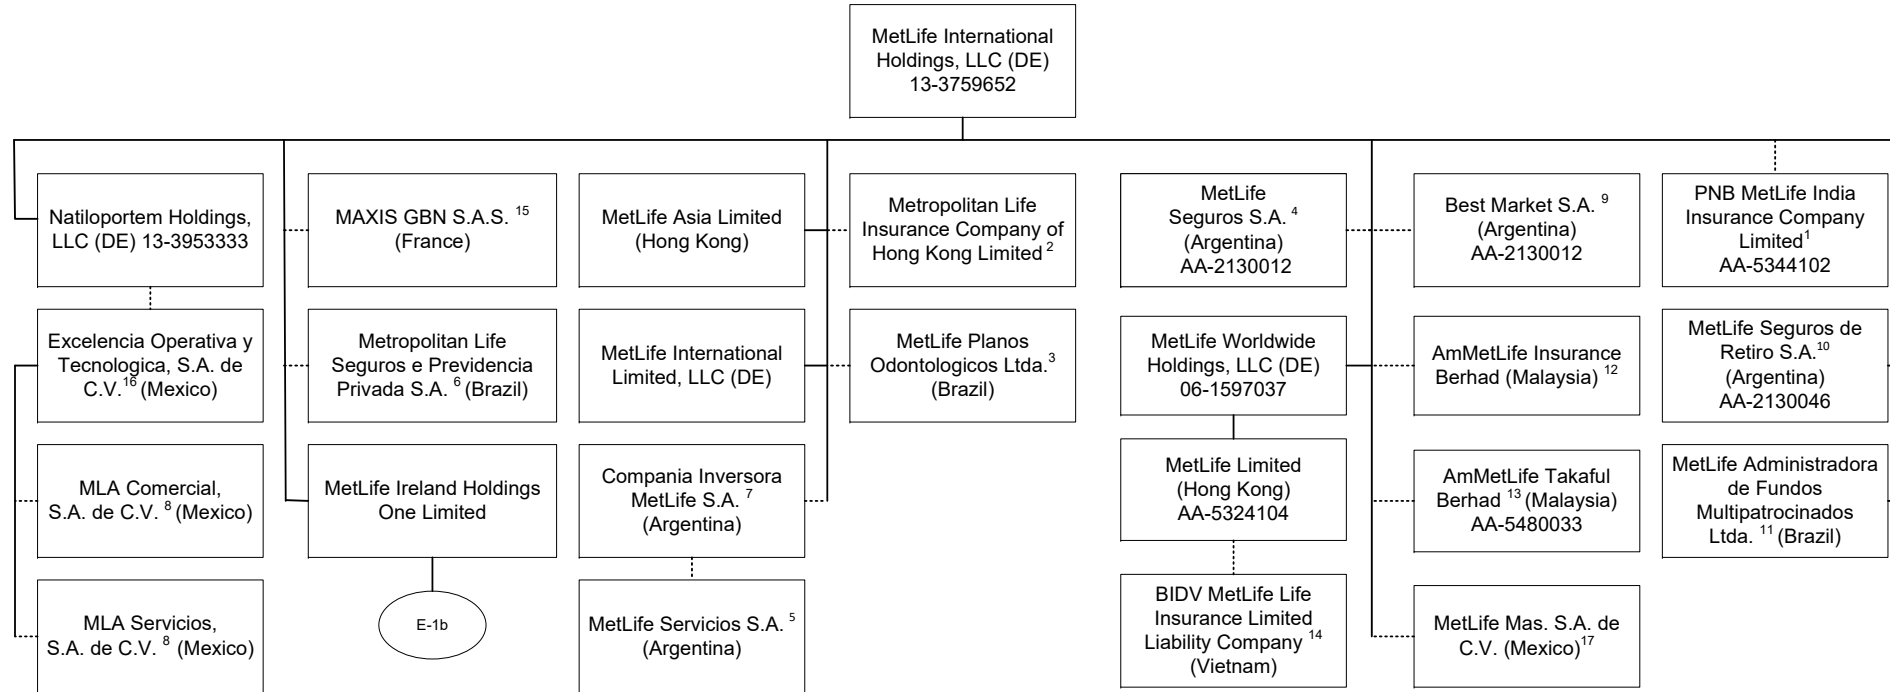 MetLife International
Holdings, LLC (DE)
13-3759652
Natiloportem Holdings,
LLC (DE) 13-3953333
MAXIS GBN S.A.S. 15
(France)
MetLife Asia Limited
(Hong Kong)
Metropolitan Life
Insurance Company of
Hong Kong Limited 2
MetLife
Seguros S.A. 4
(Argentina)
AA-2130012
Best Market S.A. 9
(Argentina)
AA-2130012
PNB MetLife India
Insurance Company
Limited1
AA-5344102
Excelencia Operativa y
Tecnologica, S.A. de
C.V.16 (Mexico)
Metropolitan Life
Seguros e Previdencia
Privada S.A. 6 (Brazil)
MetLife International
Limited, LLC (DE)
MetLife Planos
Odontologicos Ltda.3
(Brazil)
MetLife Worldwide
Holdings, LLC (DE)
06-1597037
AmMetLife Insurance
Berhad (Malaysia) 12
MetLife Seguros de
Retiro S.A.10
(Argentina)
AA-2130046
MLA Comercial,
S.A. de C.V. 8 (Mexico)
MetLife Ireland Holdings
One Limited
Compania Inversora
MetLife S.A. 7
(Argentina)
MetLife Limited
(Hong Kong)
AA-5324104
AmMetLife Takaful
Berhad 13 (Malaysia)
AA-5480033
MetLife Administradora
de Fundos
Multipatrocinados
Ltda. 11 (Brazil)
MLA Servicios,
S.A. de C.V. 8 (Mexico)
E-1b
MetLife Servicios S.A. 5
(Argentina)
BIDV MetLife Life
Insurance Limited
Liability Company 14
(Vietnam)
MetLife Mas. S.A. de
C.V. (Mexico)17